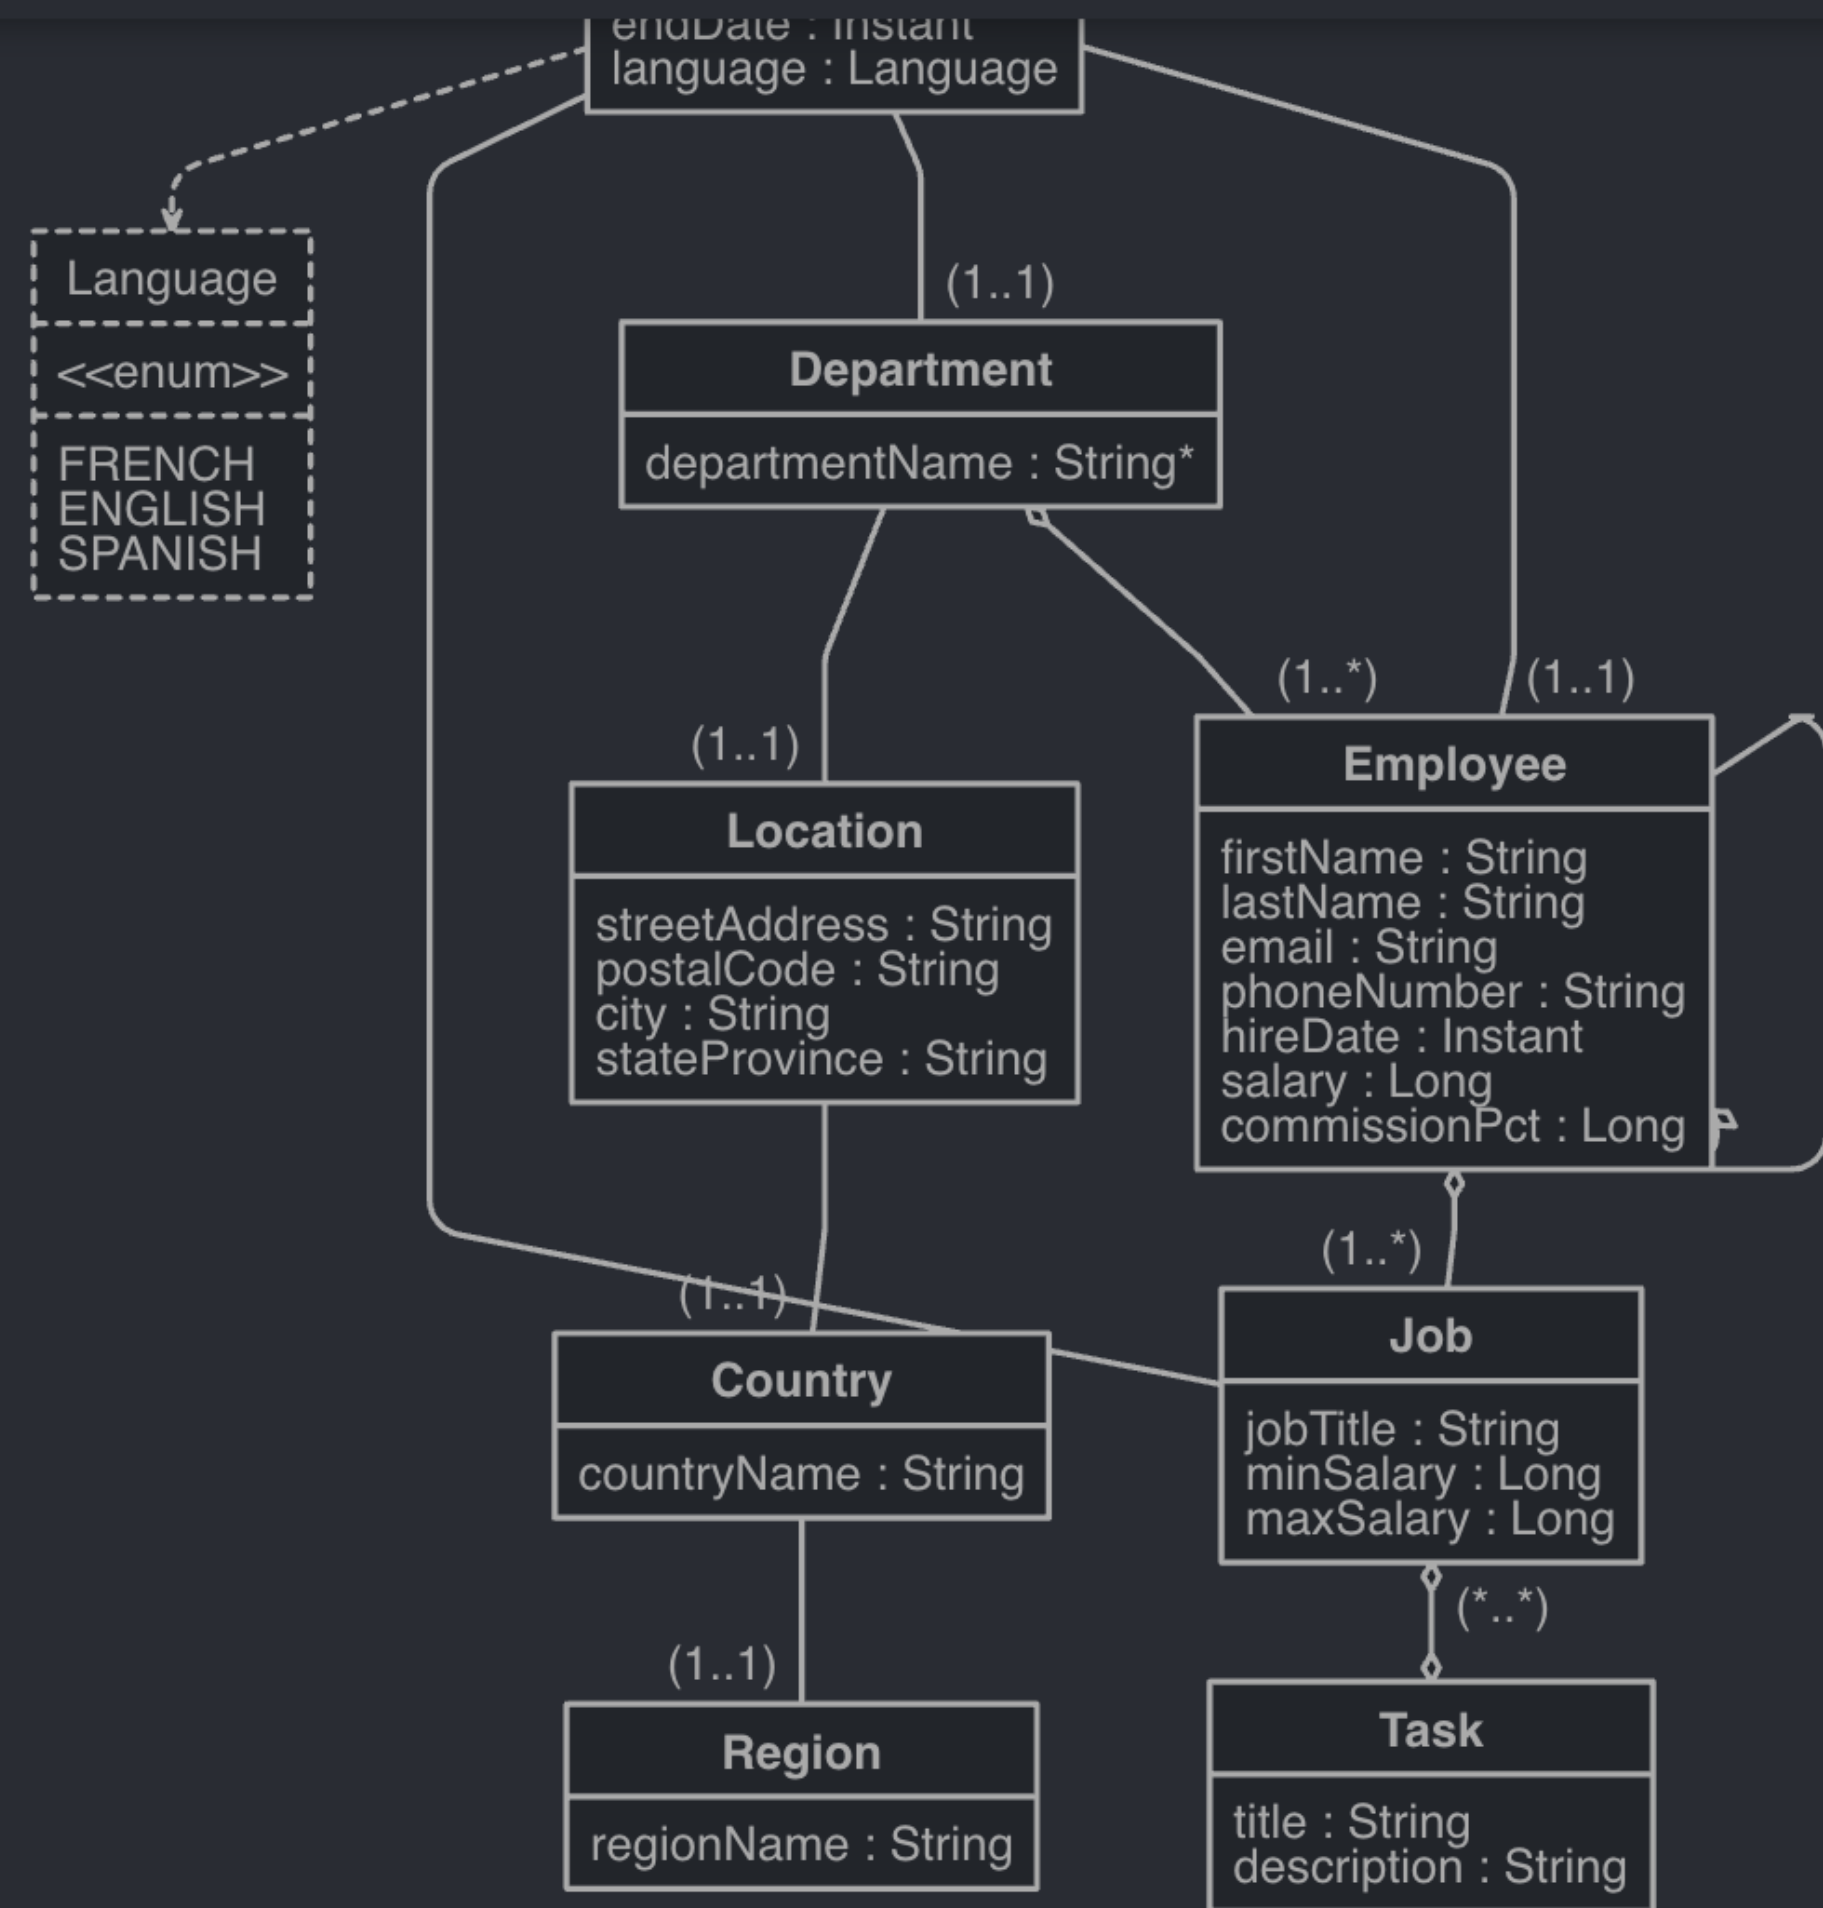 endDate : Instant
language : Language
Language
<<enum>>
FRENCH
ENGLISH
SPANISH
(1..1)
Department
departmentName : String*
(1..1)
(1..*)
(1..1)
Location
streetAddress : String
postalCode : String
city : String
stateProvince : String
Employee
firstName : String
lastName : String
email : String
phoneNumber : String
hireDate : Instant
salary : Long
commissionPct : Long
(1..1)
(1..*)
Country
countryName : String
Job
jobTitle : String
minSalary : Long
maxSalary : Long
(1..1)
(*..*)
Region
regionName : String
Task
title : String
description : String